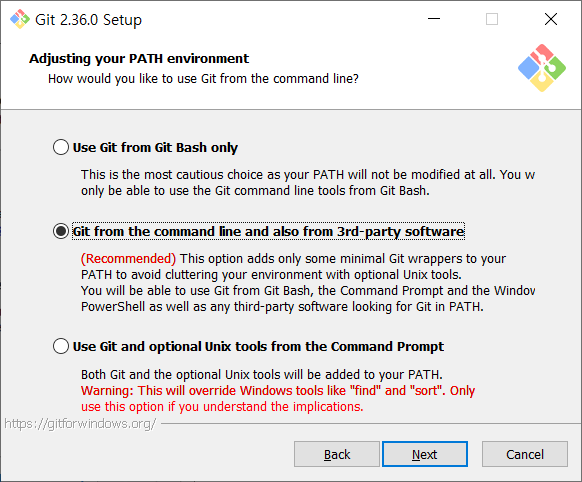 Git 2.36.0 Setup
Adjusting your PATH environment
How would you like to use Git from the command line?
Use Git from Git Bash only
This is the most cautious choice as your PATH will not be modified at all. You w
only be able to use the Git command line tools from Git Bash.
Git from the command line and also from 3rd-party software
(Recommended) This option adds only some minimal Git wrappers to your
PATH to avoid cluttering your environment with optional Unix tools.
You will be able to use Git from Git Bash, the Command Prompt and the Window
PowerShell as well as any third-party software looking for Git in PATH.
Use Git and optional Unix tools from the Command Prompt
Both Git and the optional Unix tools will be added to your PATH.
Warning: This will override Windows tools like "find" and "sort". Only
use this option if you understand the implications.
https://gitforwindows.org/
Back Next Cancel